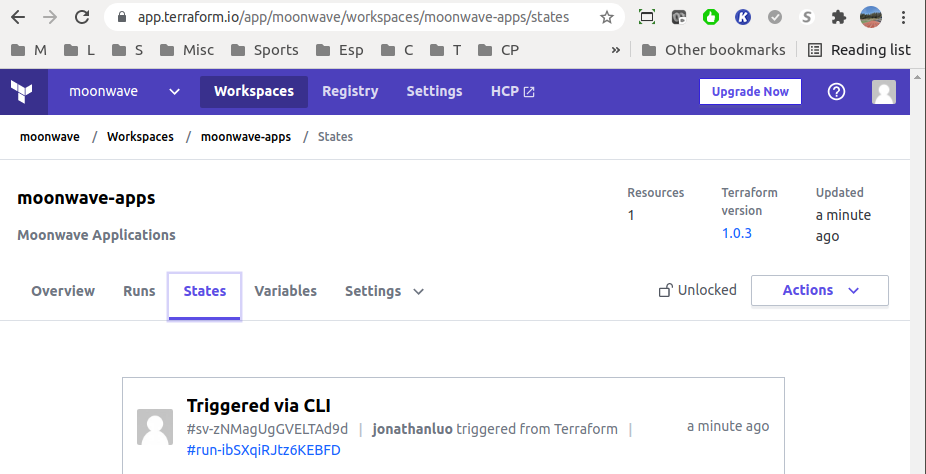 app.terraform.io/app/moonwave/workspaces/moonwave-apps/states
M L S Misc Sports Esp C T CP » Other bookmarks Reading list
moonwave Workspaces Registry Settings HCP Upgrade Now
moonwave / Workspaces / moonwave-apps / States
moonwave-apps
Moonwave Applications
Resources
1
Terraform
version
1.0.3
Updated
a minute
ago
Overview Runs States Variables Settings Unlocked Actions
Triggered via CLI
#sv-zNMagUgGVELTAd9d | jonathanluo triggered from Terraform |
#run-ibSXqiRJtz6KEBFD
a minute ago